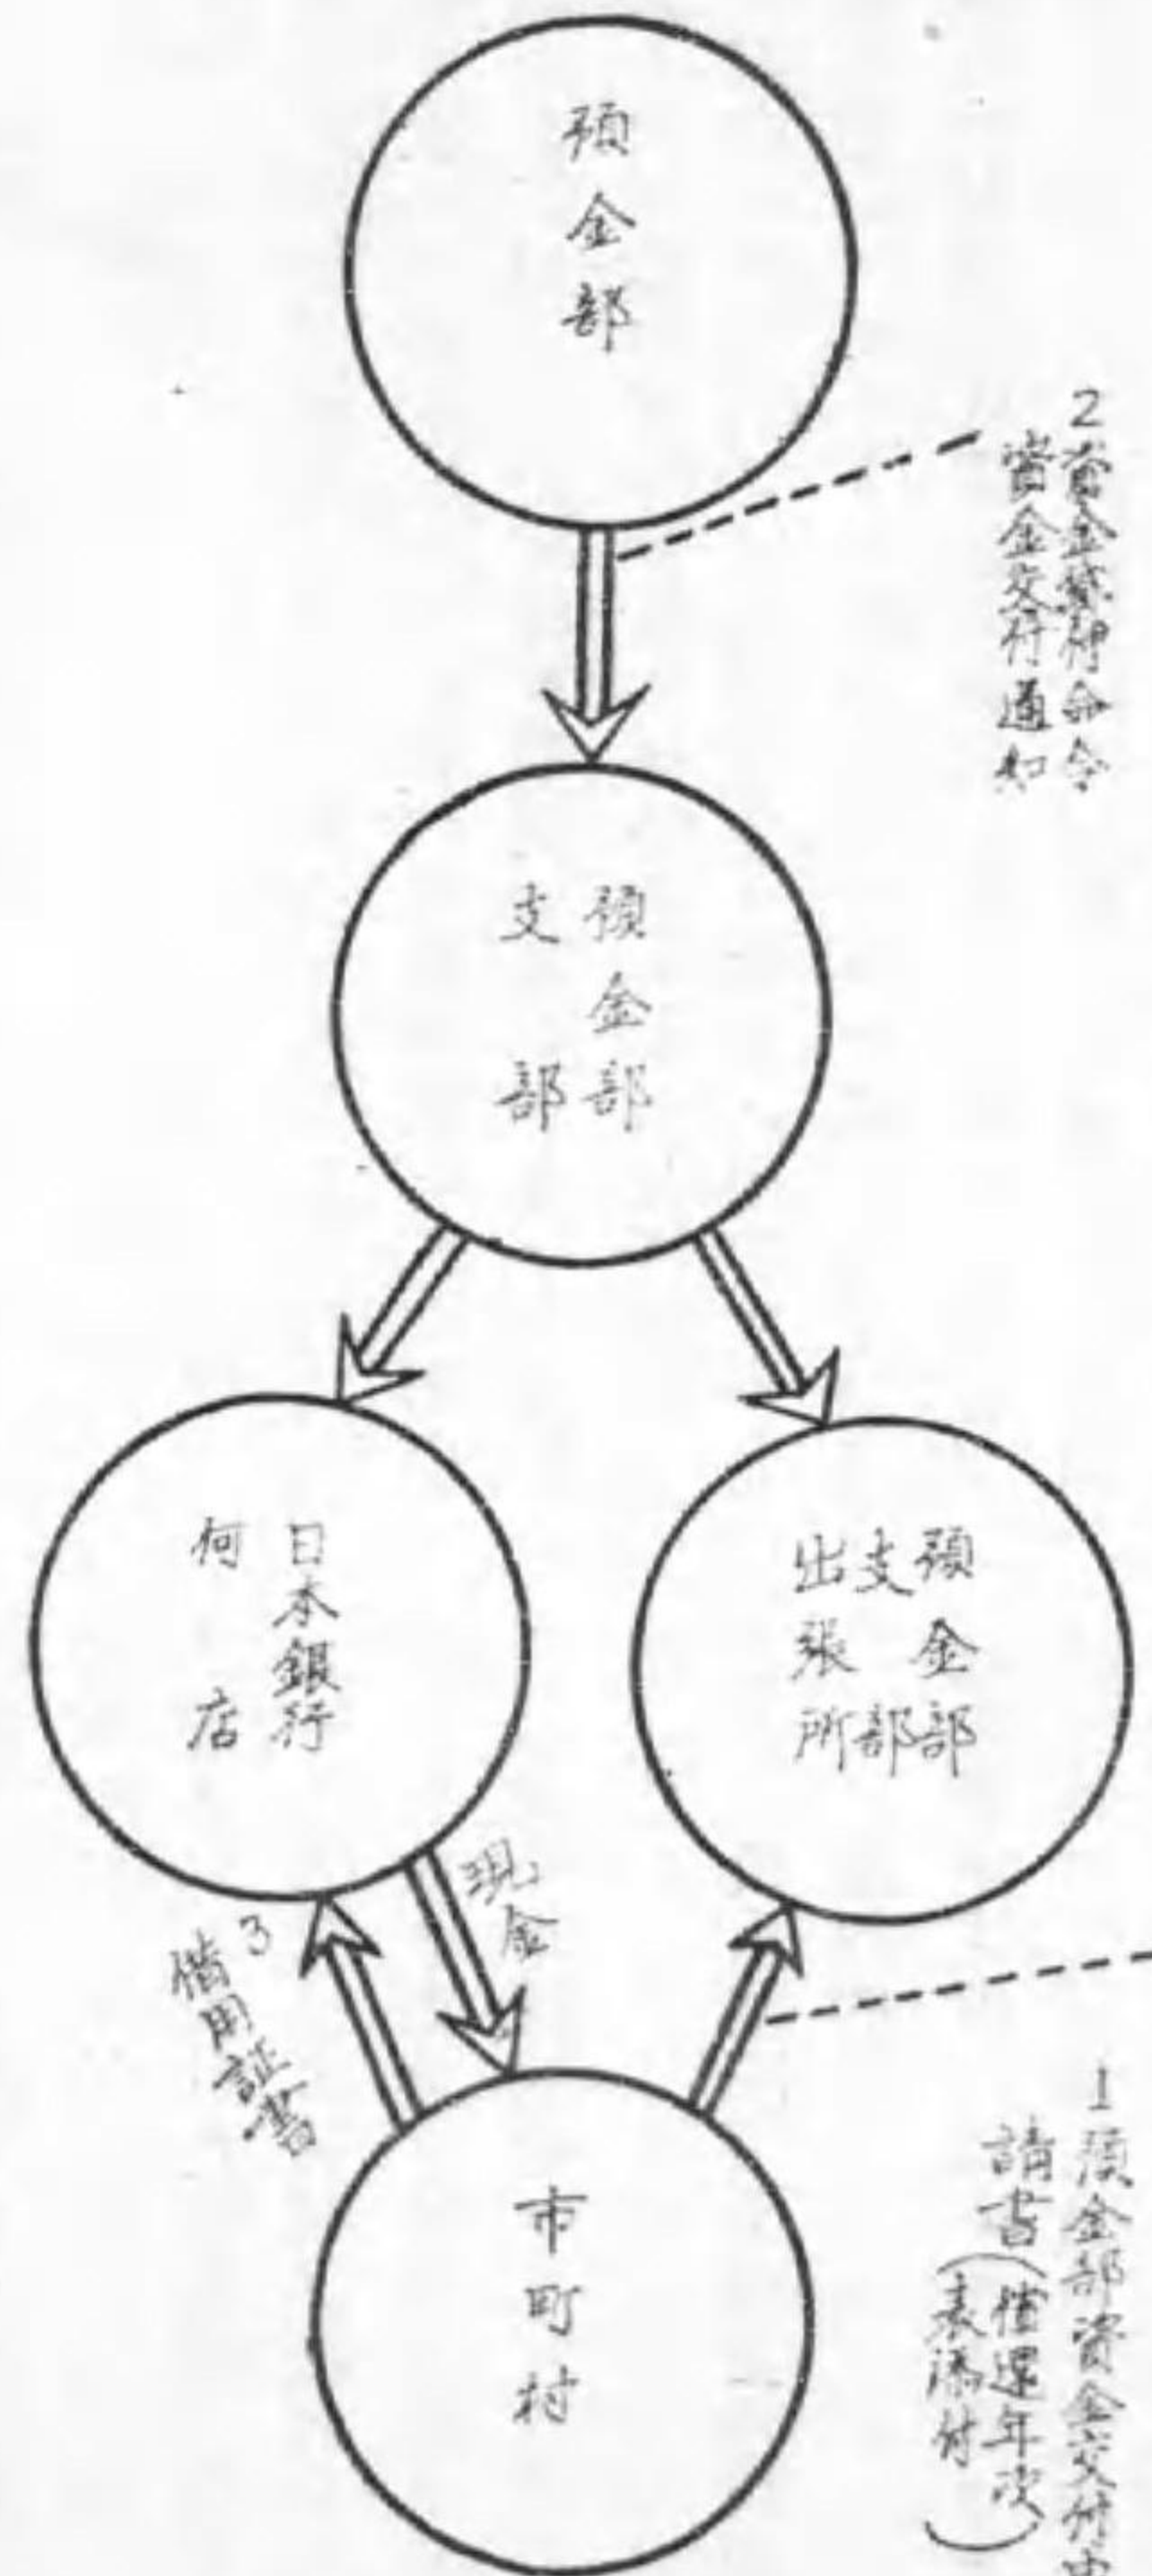 預金部
2 資金交付命令
資金交付通知
預金部
支部
預金部
支部
出張所
日本銀行
何店
現金
3
借用証書
1 預金部資金交付申
請書(償還年次
表添付)
市町村